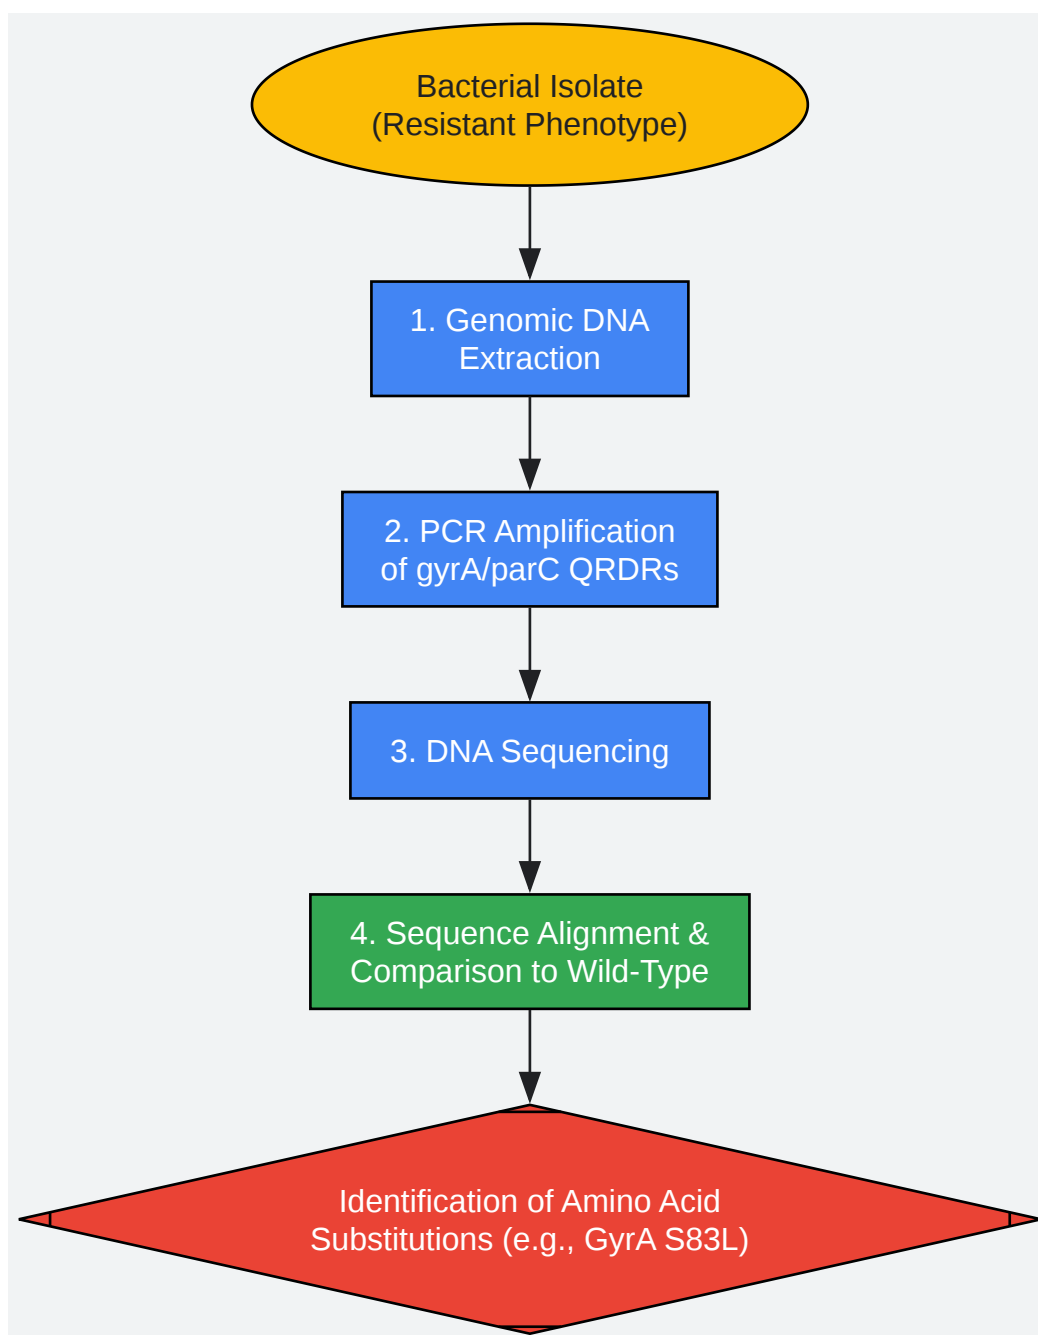 Bacterial Isolate
(Resistant Phenotype)
1. Genomic DNA
Extraction
2. PCR Amplification
of gyrA/parC QRDRs
3. DNA Sequencing
4. Sequence Alignment &
Comparison to Wild-Type
Identification of Amino Acid
Substitutions (e.g., GyrA S83L)